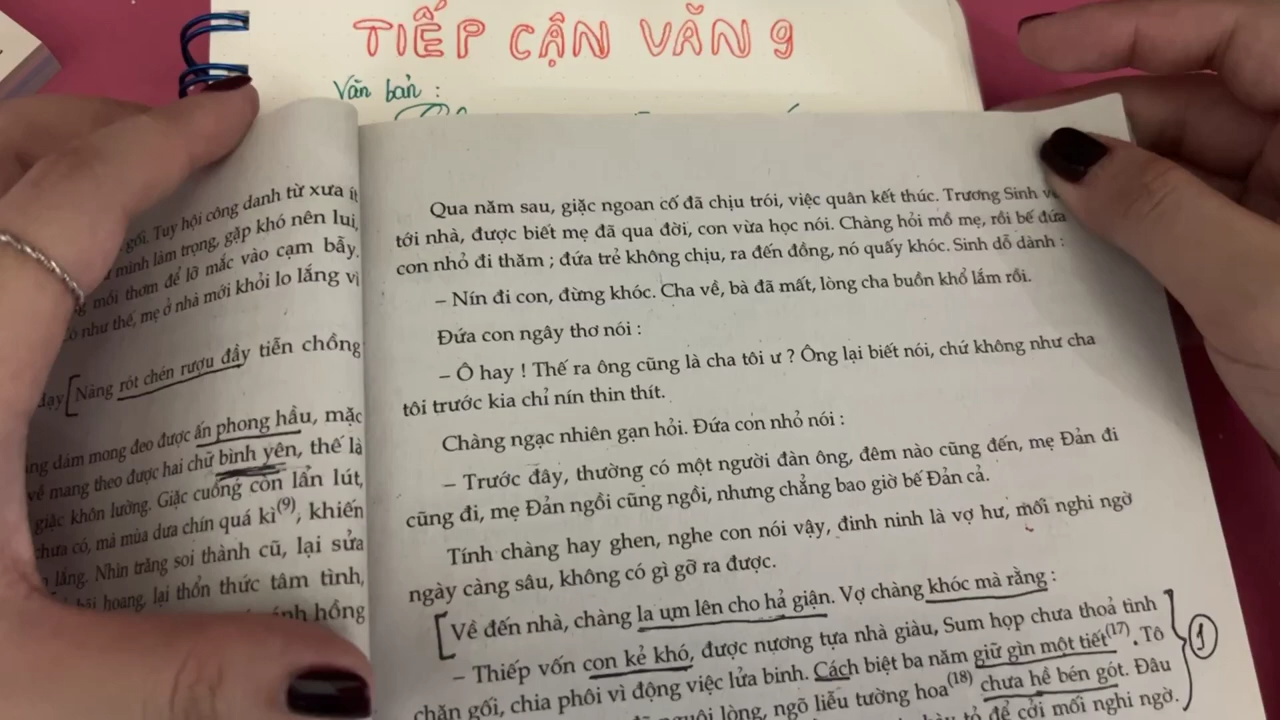 TIẾP CẬN VĂN 9
Văn bản :
gối. Tuy hội công danh từ xưa ít
mình làm trọng, gặp khó nên lui,
mồi thơm để lỡ mắc vào cạm bẫy.
như thế, mẹ ở nhà mới khỏi lo lắng vì
dạy. Nàng rót chén rượu đầy tiễn chồng
dám mong đeo được ấn phong hầu, mặc
về mang theo được hai chữ bình yên, thế là
giặc khôn lường. Giặc cuồng còn lẩn lút,
chưa có, mà mùa dưa chín quá kì(9), khiến
lắng. Nhìn trăng soi thành cũ, lại sửa
bãi hoang, lại thổn thức tâm tình,
hồng
Qua năm sau, giặc ngoan cố đã chịu trói, việc quân kết thúc. Trương Sinh
tới nhà, được biết mẹ đã qua đời, con vừa học nói. Chàng hỏi mồ mẹ, rồi bế đứa
con nhỏ đi thăm ; đứa trẻ không chịu, ra đến đồng, nó quấy khóc. Sinh dỗ dành :
– Nín đi con, đừng khóc. Cha về, bà đã mất, lòng cha buồn khổ lắm rồi.
Đứa con ngây thơ nói :
– Ô hay ! Thế ra ông cũng là cha tôi ư ? Ông lại biết nói, chứ không như cha
tôi trước kia chỉ nín thin thít.
Chàng ngạc nhiên gạn hỏi. Đứa con nhỏ nói :
– Trước đây, thường có một người đàn ông, đêm nào cũng đến, mẹ Đản đi
cũng đi, mẹ Đản ngồi cũng ngồi, nhưng chẳng bao giờ bế Đản cả.
Tính chàng hay ghen, nghe con nói vậy, đinh ninh là vợ hư, mối nghi ngờ
ngày càng sâu, không có gì gỡ ra được.
Về đến nhà, chàng la um lên cho hả giận. Vợ chàng khóc mà rằng :
– Thiếp vốn con kẻ khó, được nương tựa nhà giàu, Sum họp chưa thoả tình
chăn gối, chia phôi vì động việc lửa binh. Cách biệt ba năm giữ gìn một tiết(17). Tô
nguôi lòng, ngõ liễu tường hoa(18) chưa hề bén gót. Đâu
tỏ để cởi mối nghi ngờ.
1